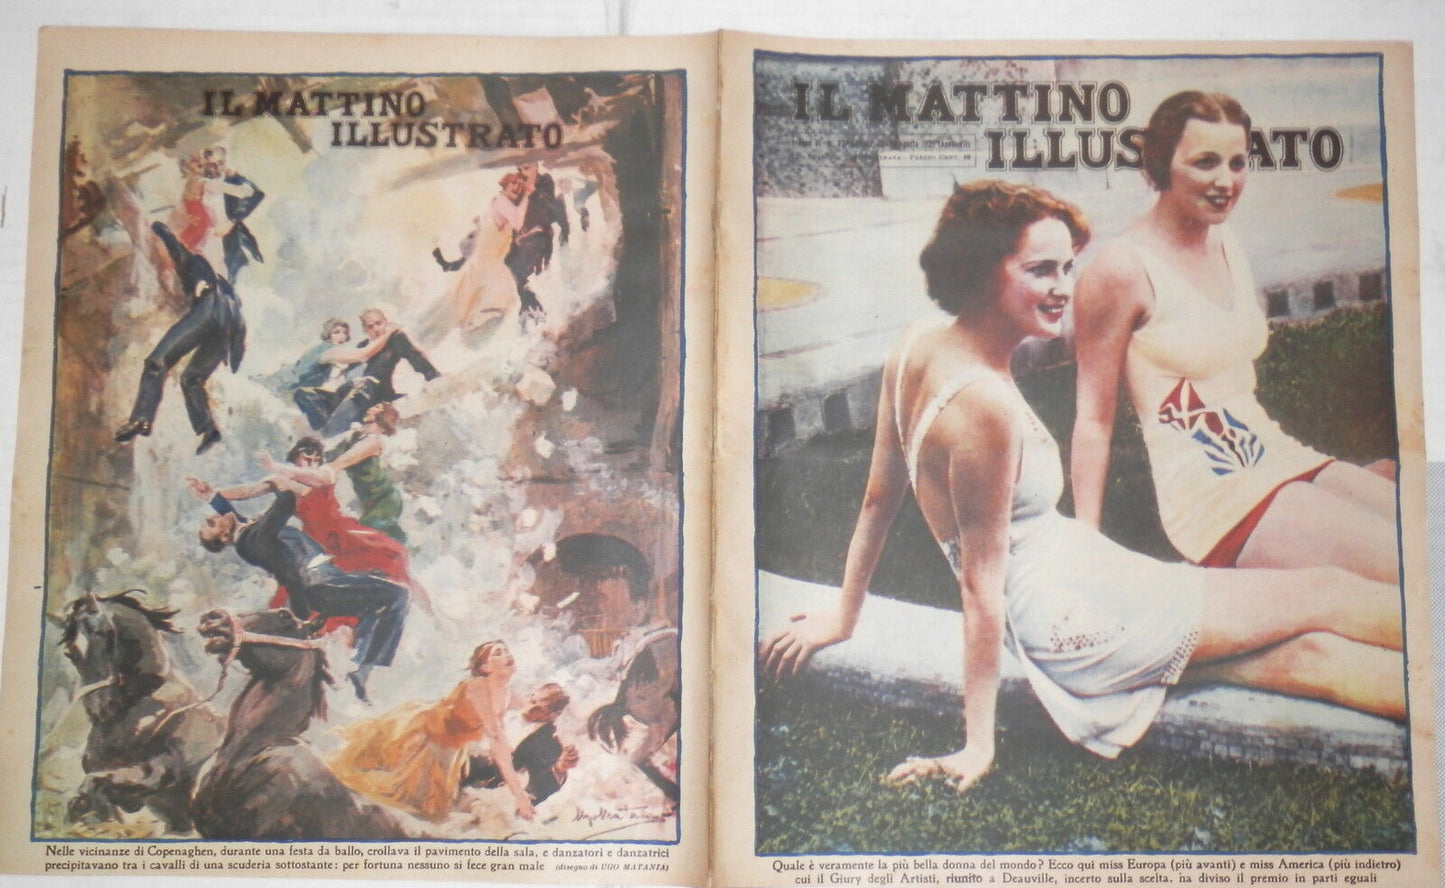 IL MATTINO
ILLUSTRATO
Nelle vicinanze di Copenaghen, durante una festa da ballo, crollava il pavimento della sala, e danzatori e danzatrici
precipitavano tra i cavalli di una scuderia sottostante: per fortuna nessuno si fece gran male (disegno di UGO MATANIA)
IL MATTINO
ILLUSTRATO
PREZZO CENT.
Quale è veramente la più bella donna del mondo? Ecco qui miss Europa (più avanti) e miss America (più indietro)
cui il Giury degli Artisti, riunito a Deauville, incerto sulla scelta, ha diviso il premio in parti eguali